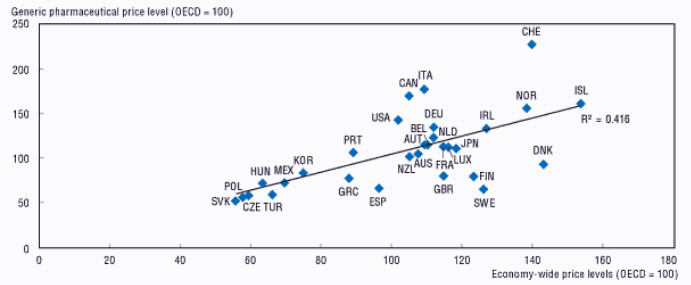 Generic pharmaceutical price level (OECD = 100)
250
CHE
200
ITA
CAN
ISL
NOR
150
USA
DEU
IRL
R² = 0.416
BEL
NLD
AUT
PRT
JPN
DNK
100
KOR
AUS
LUX
HUN
MEX
NZL
FRA
FIN
POL
GRC
GBR
50
SVK
CZE
TUR
ESP
SWE
0
0
20
40
60
80
100
120
140
160
180
Economy-wide price levels (OECD = 100)